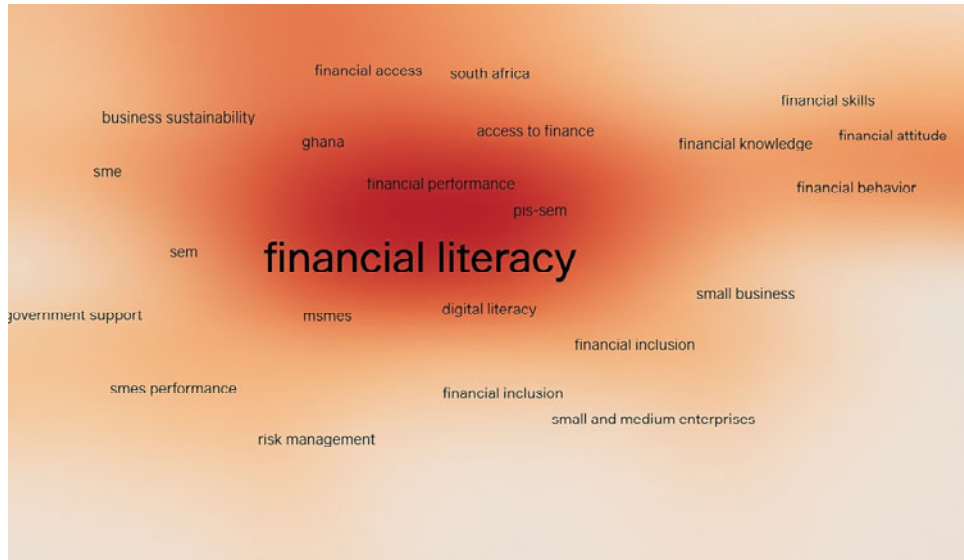 financial access
south africa
financial skills
business sustainability
access to finance
financial attitude
ghana
financial knowledge
sme
financial performance
financial behavior
pis-sem
sem
financial literacy
small business
government support
msmes
digital literacy
financial inclusion
smes performance
financial inclusion
small and medium enterprises
risk management